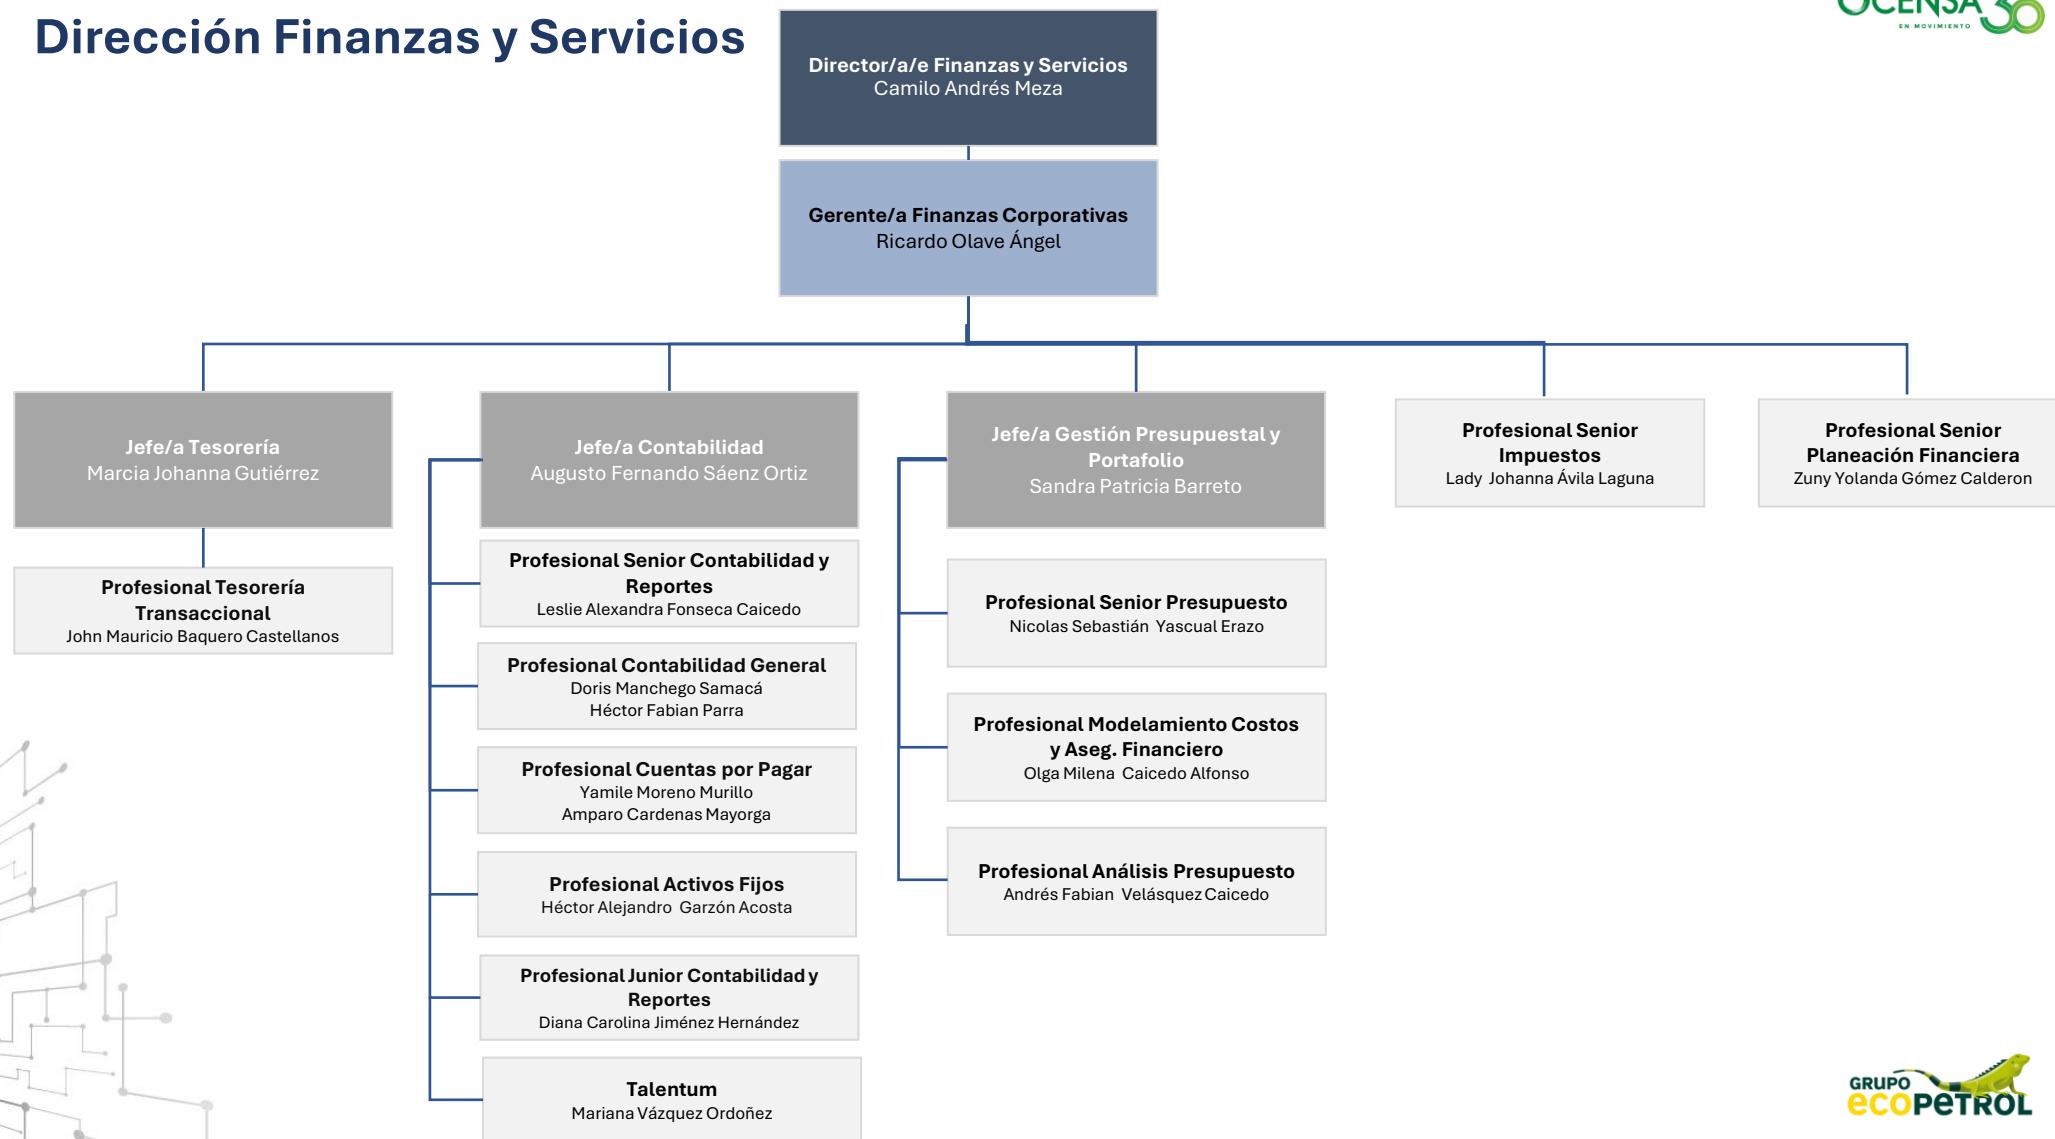 Dirección Finanzas y Servicios
OCENSA 30
EN MOVIMIENTO
Director/a/e Finanzas y Servicios
Camilo Andrés Meza
Gerente/a Finanzas Corporativas
Ricardo Olave Ángel
Jefe/a Tesorería
Marcia Johanna Gutiérrez
Profesional Tesorería
Transaccional
John Mauricio Baquero Castellanos
Jefe/a Contabilidad
Augusto Fernando Sáenz Ortiz
Profesional Senior Contabilidad y
Reportes
Leslie Alexandra Fonseca Caicedo
Profesional Contabilidad General
Doris Manchego Samacá
Héctor Fabian Parra
Profesional Cuentas por Pagar
Yamile Moreno Murillo
Amparo Cardenas Mayorga
Profesional Activos Fijos
Héctor Alejandro Garzón Acosta
Profesional Junior Contabilidad y
Reportes
Diana Carolina Jiménez Hernández
Talentum
Mariana Vázquez Ordoñez
Jefe/a Gestión Presupuestal y
Portafolio
Sandra Patricia Barreto
Profesional Senior Presupuesto
Nicolas Sebastián Yascual Erazo
Profesional Modelamiento Costos
y Aseg. Financiero
Olga Milena Caicedo Alfonso
Profesional Análisis Presupuesto
Andrés Fabian Velásquez Caicedo
Profesional Senior
Impuestos
Lady Johanna Ávila Laguna
Profesional Senior
Planeación Financiera
Zuny Yolanda Gómez Calderon
GRUPO
ecoPETROL